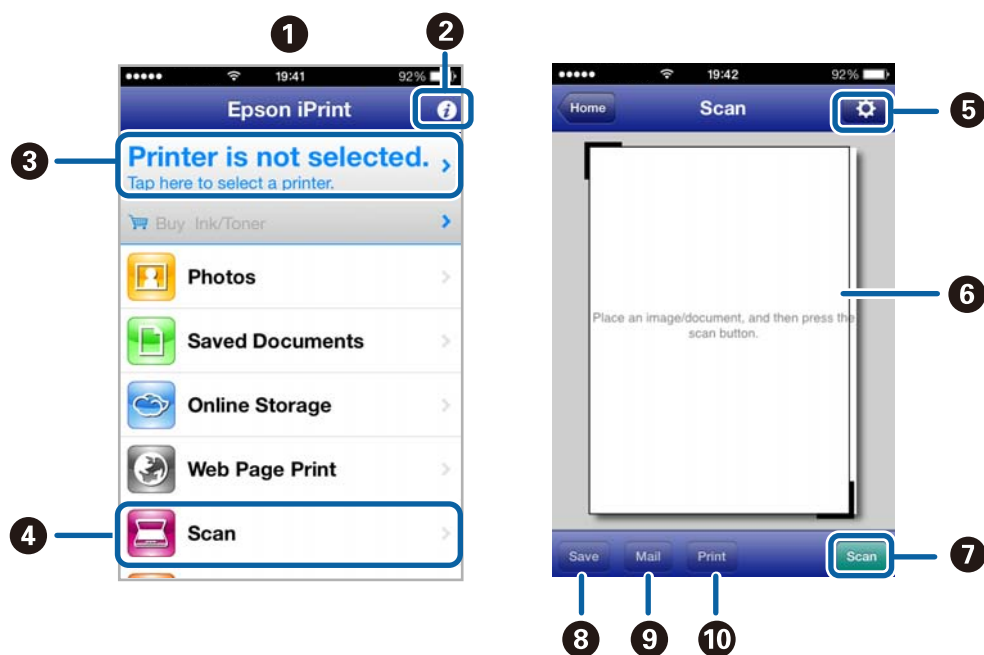 1
2
19:41
92%
Epson iPrint
3
Printer is not selected.
Tap here to select a printer.
Buy Ink/Toner
Photos
Saved Documents
Online Storage
Web Page Print
4
Scan
19:42
92%
Home
Scan
5
Place an image/document, and then press the
scan button.
6
Save
Mail
Print
Scan
7
8
9
10